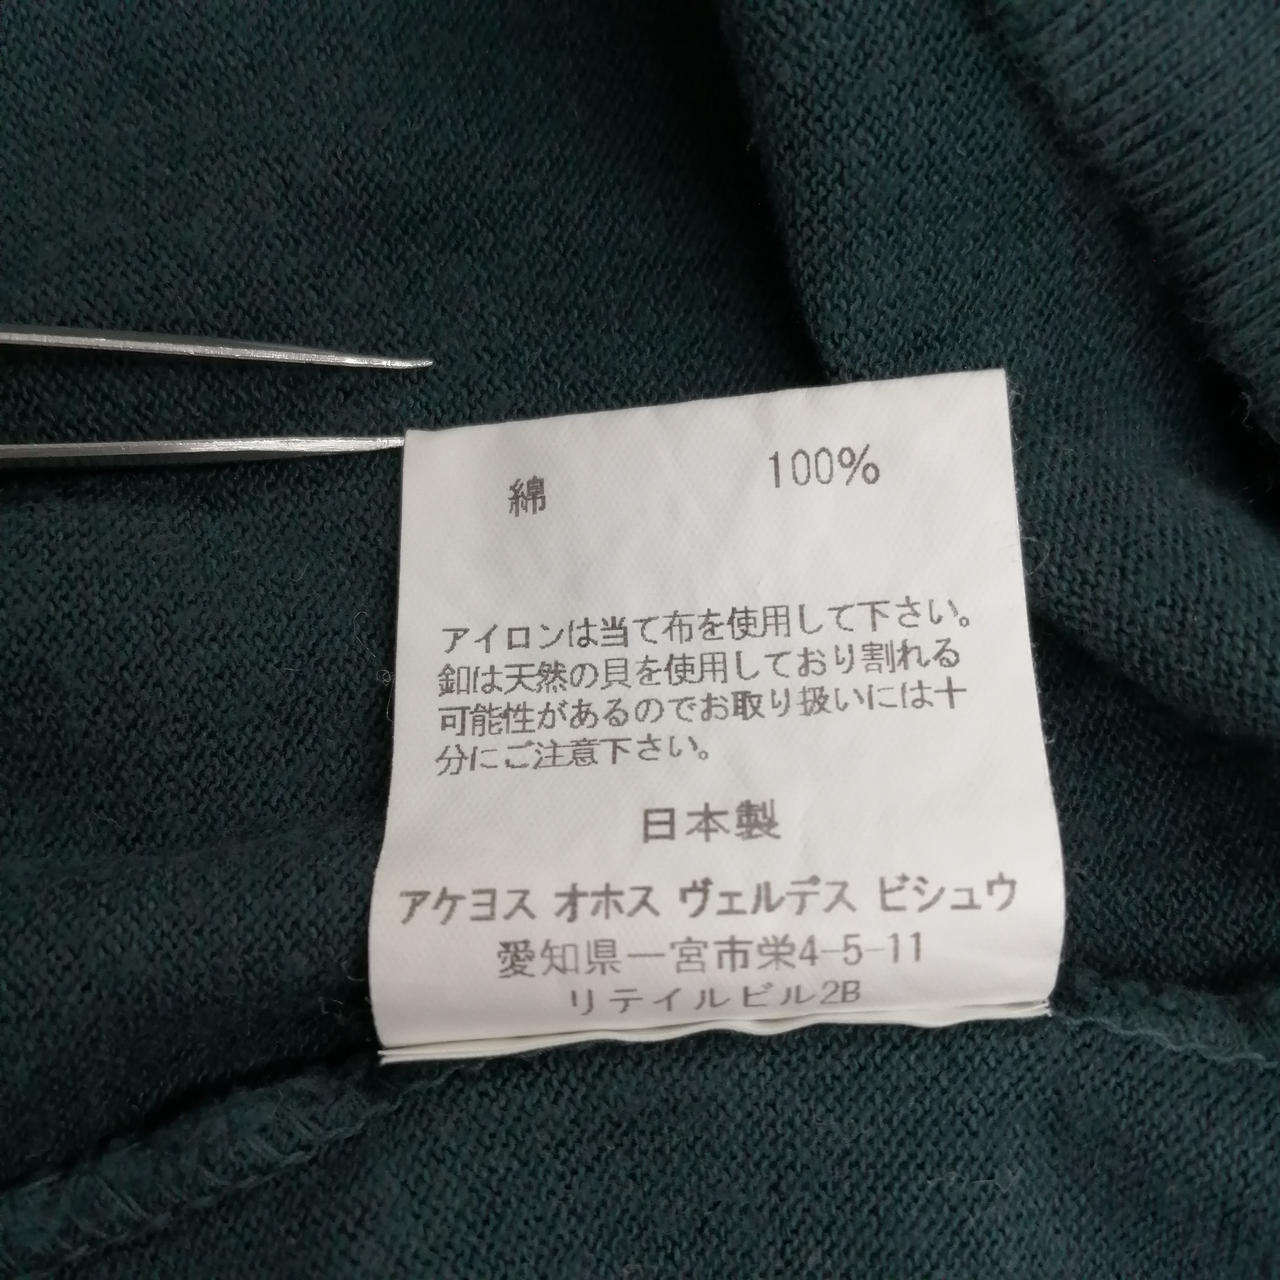 綿 100%
アイロンは当て布を使用して下さい。
釦は天然の貝を使用しており割れる
可能性があるのでお取り扱いには十
分にご注意下さい。
日本製
アケヨス オホス ヴェルデス ビシュウ
愛知県一宮市栄4-5-11
リテイルビル2B